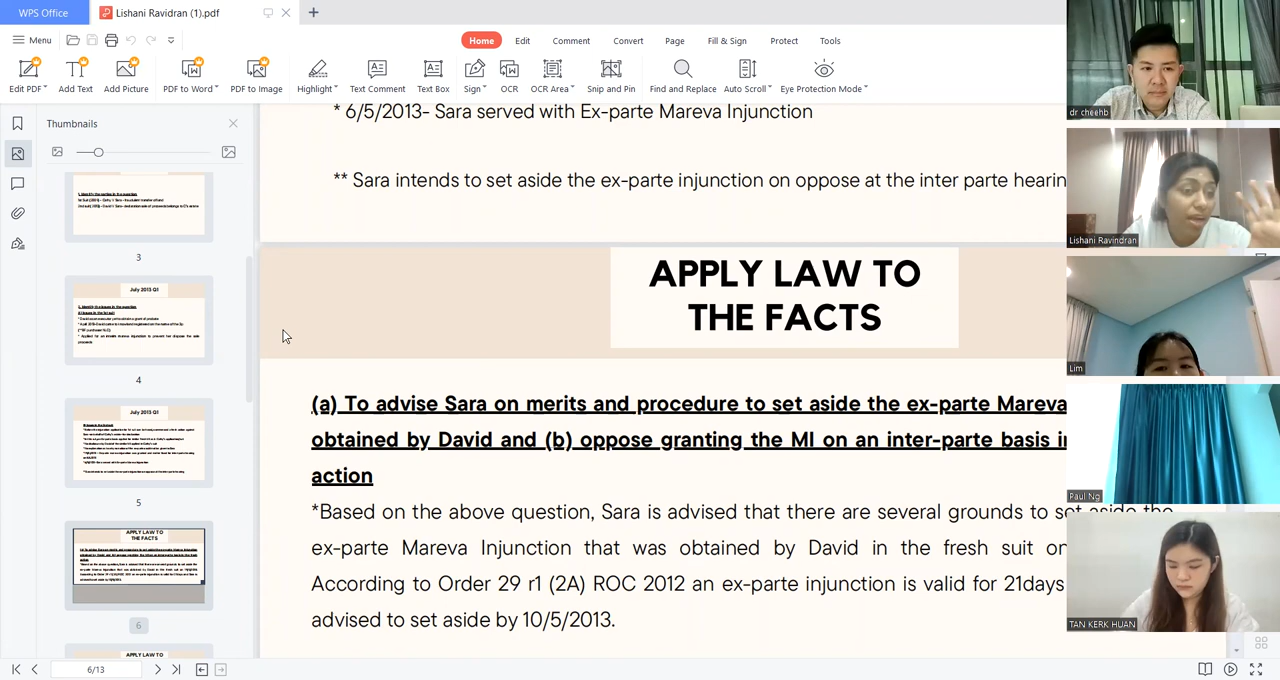 WPS Office
Lishani Ravidran (1).pdf
Menu
Home
Edit
Comment
Convert
Page
Fill & Sign
Protect
Tools
Edit PDF
Add Text
Add Picture
PDF to Word
PDF to Image
Highlight
Text Comment
Text Box
Sign
OCR
OCR Area
Snip and Pin
Find and Replace
Auto Scroll
Eye Protection Mode
Thumbnails
3
July 2013 Q1
4
July 2013 Q1
5
APPLY LAW TO
THE FACTS
6
APPLY LAW TO
* 6/5/2013- Sara served with Ex-parte Mareva Injunction
** Sara intends to set aside the ex-parte injunction on oppose at the inter parte hearin
APPLY LAW TO
THE FACTS
(a) To advise Sara on merits and procedure to set aside the ex-parte Mareva
obtained by David and (b) oppose granting the MI on an inter-parte basis in
action
*Based on the above question, Sara is advised that there are several grounds to set aside the
ex-parte Mareva Injunction that was obtained by David in the fresh suit on
According to Order 29 r1 (2A) ROC 2012 an ex-parte injunction is valid for 21days
advised to set aside by 10/5/2013.
6/13
dr cheehb
Lishani Ravindran
Lim
Paul Ng
TAN KERK HUAN